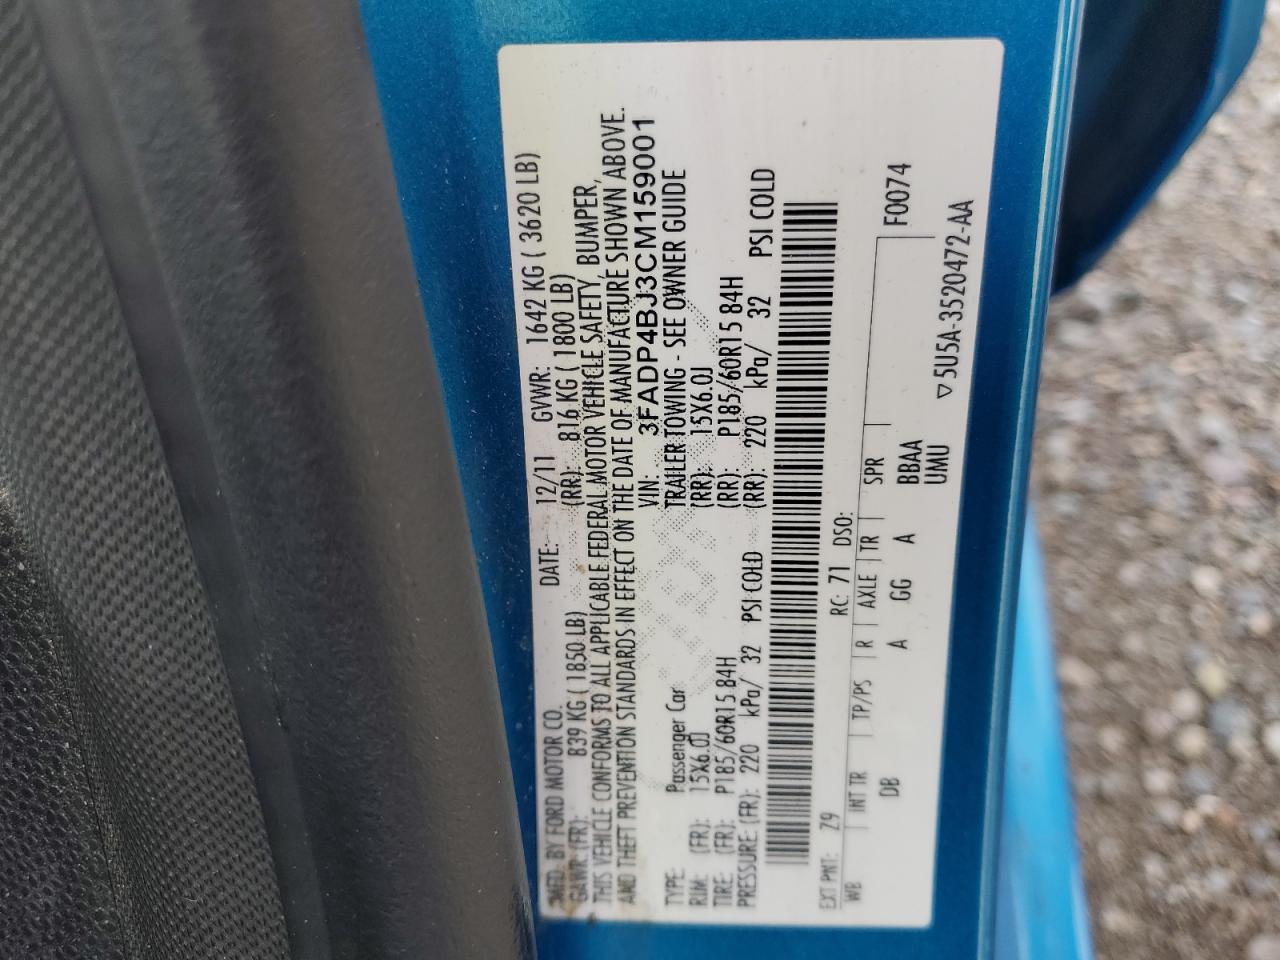 MFD. BY FORD MOTOR CO. DATE: 12/11 GVWR: 1642 KG ( 3620 LB)
GAWR: (FR): 839 KG ( 1850 LB) (RR): 816 KG ( 1800 LB)
THIS VEHICLE CONFORMS TO ALL APPLICABLE FEDERAL MOTOR VEHICLE SAFETY, BUMPER,
AND THEFT PREVENTION STANDARDS IN EFFECT ON THE DATE OF MANUFACTURE SHOWN ABOVE.
VIN: 3FADP4BJ3CM159001
TYPE: Passenger Car TRAILER TOWING - SEE OWNER GUIDE
RIM: (FR): 15X6.0J (RR): 15X6.0J
TIRE: (FR): P185/60R15 84H (RR): P185/60R15 84H
PRESSURE: (FR): 220 kPa/ 32 PSI COLD (RR): 220 kPa/ 32 PSI COLD
EXT PNT: Z9 RC: 71 DSO:
WB INT TR TP/PS R AXLE TR SPR F0074
DB A GG A BBAA
UMU
▽5U5A-3520472-AA